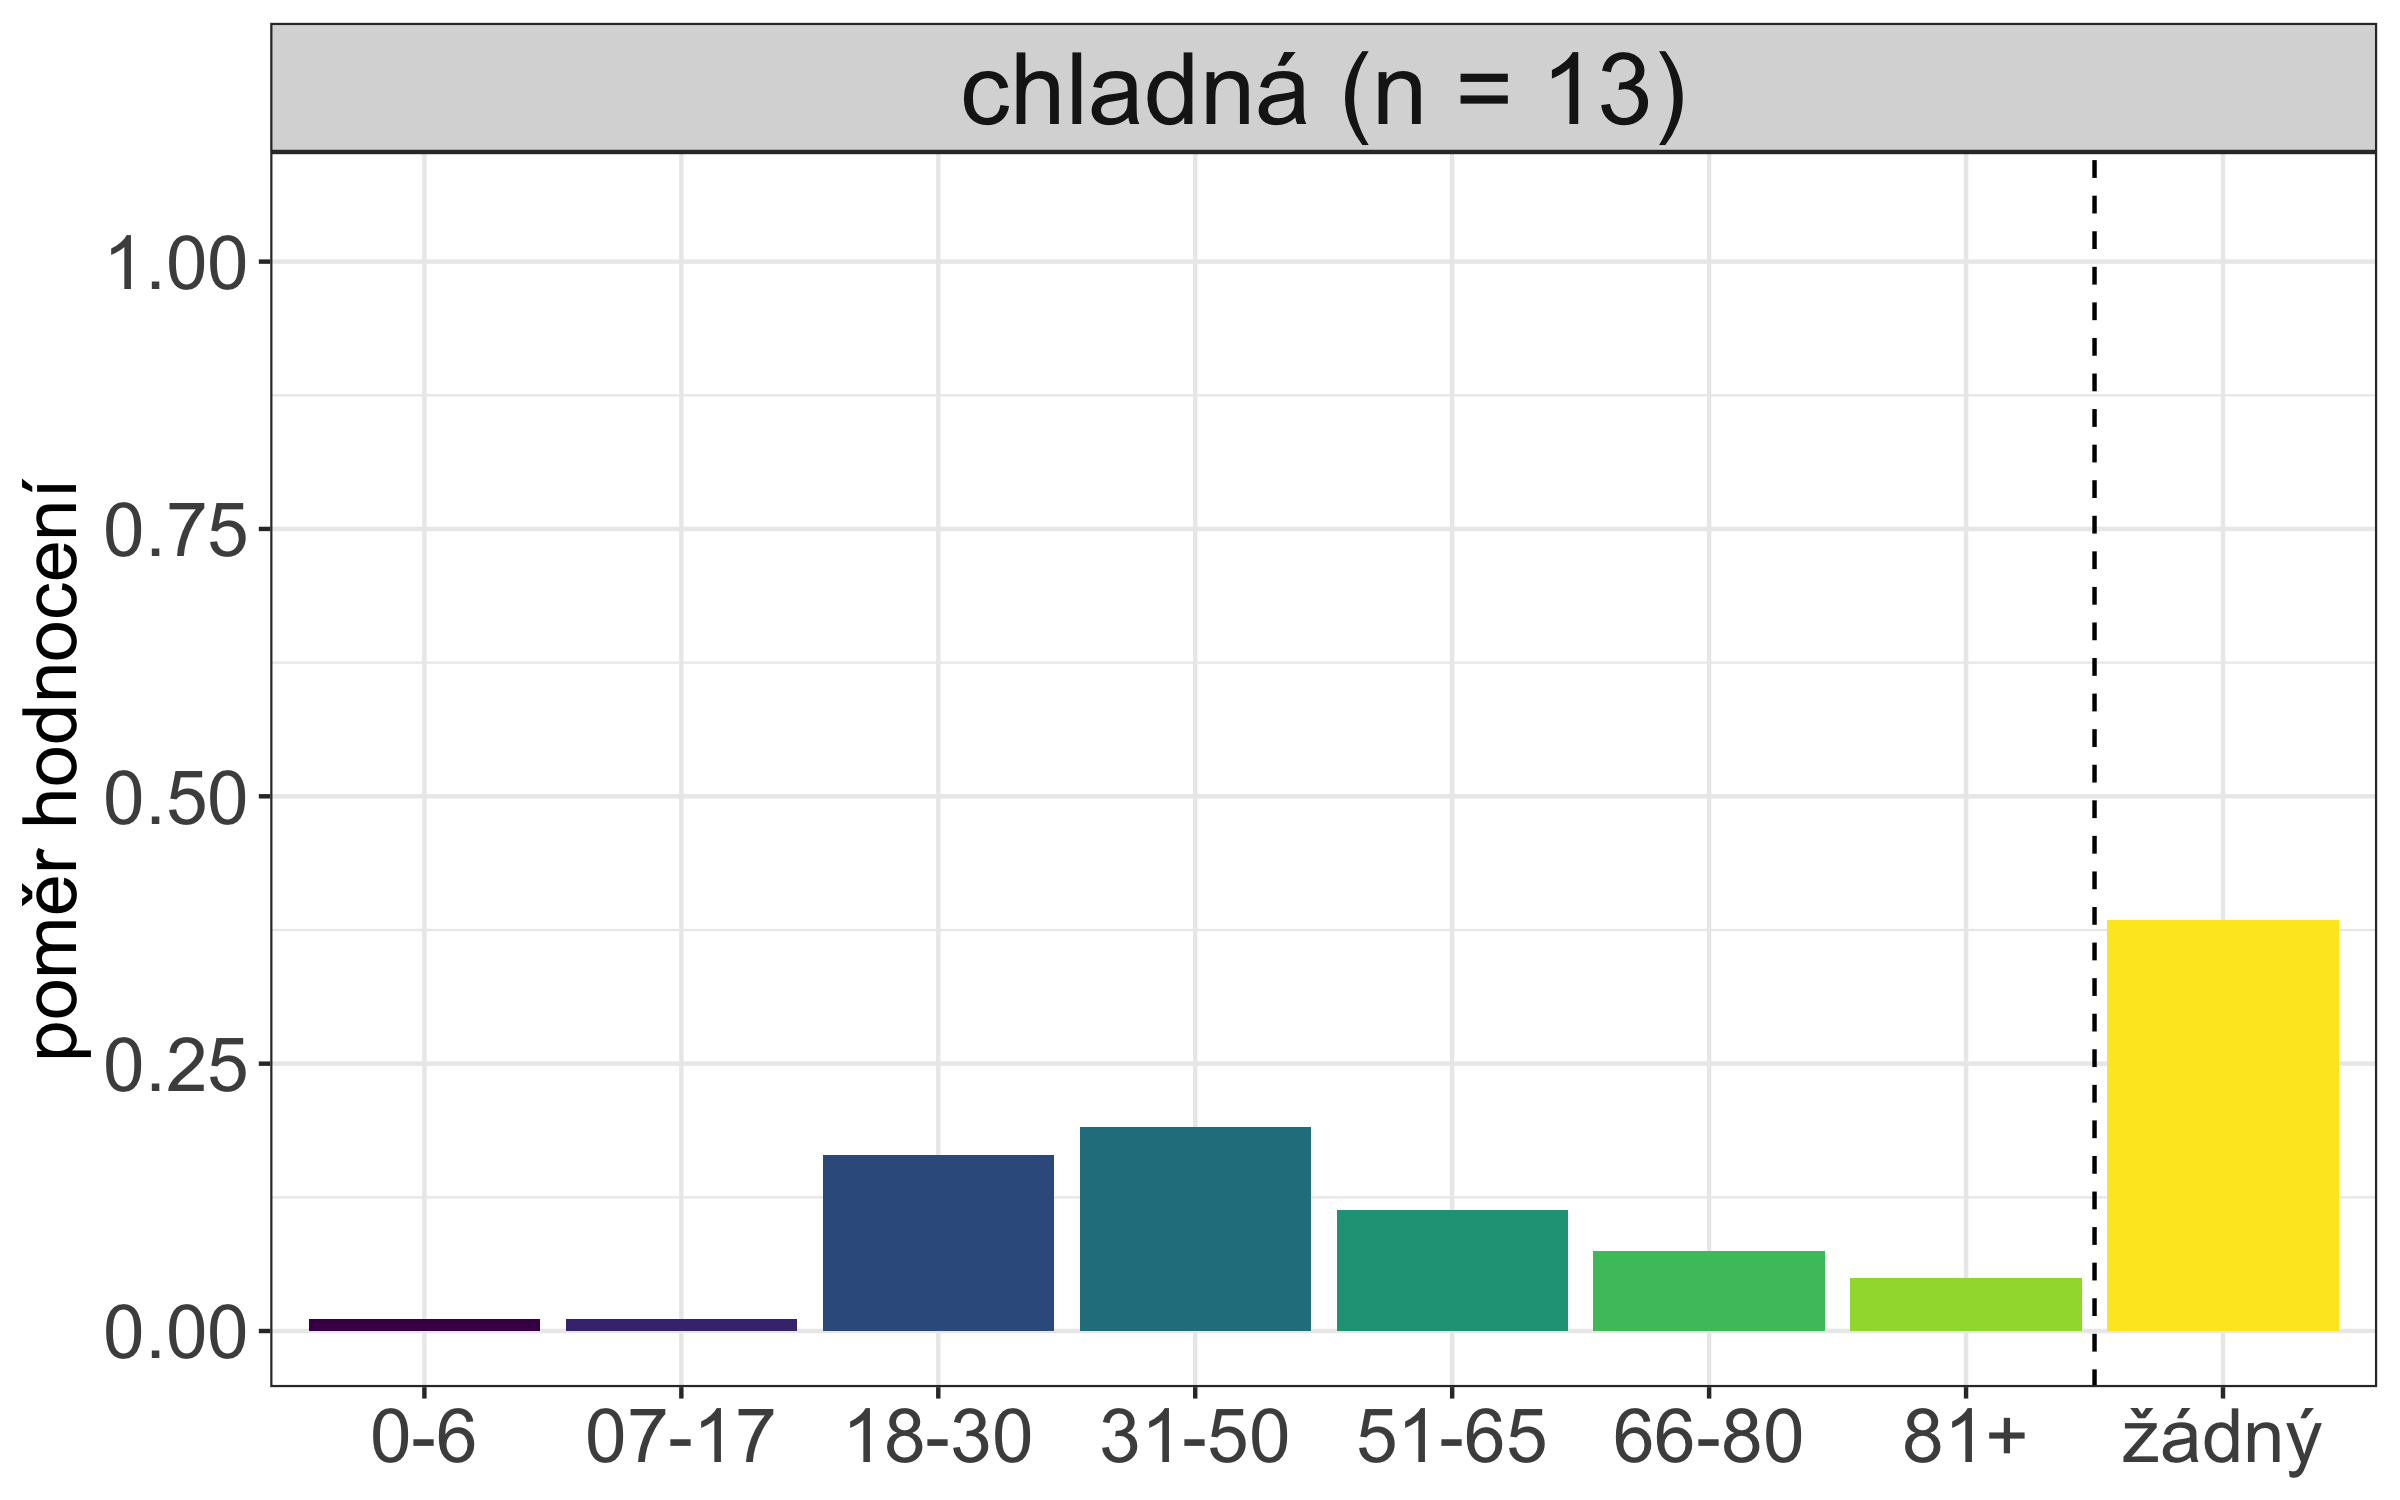 chladná (n = 13)
poměr hodnocení
1.00
0.75
0.50
0.25
0.00
0-6 07-17 18-30 31-50 51-65 66-80 81+ žádný